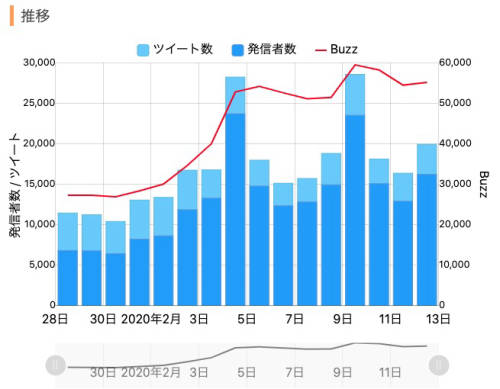 推移
ツイート数 発信者数 Buzz
30,000 60,000
25,000 50,000
20,000 40,000
15,000 30,000
10,000 20,000
5,000 10,000
0 0
発信者数 / ツイート
Buzz
28日 30日 2020年2月 3日 5日 7日 9日 11日 13日
30日 2020年2月 3日 5日 7日 9日 11日